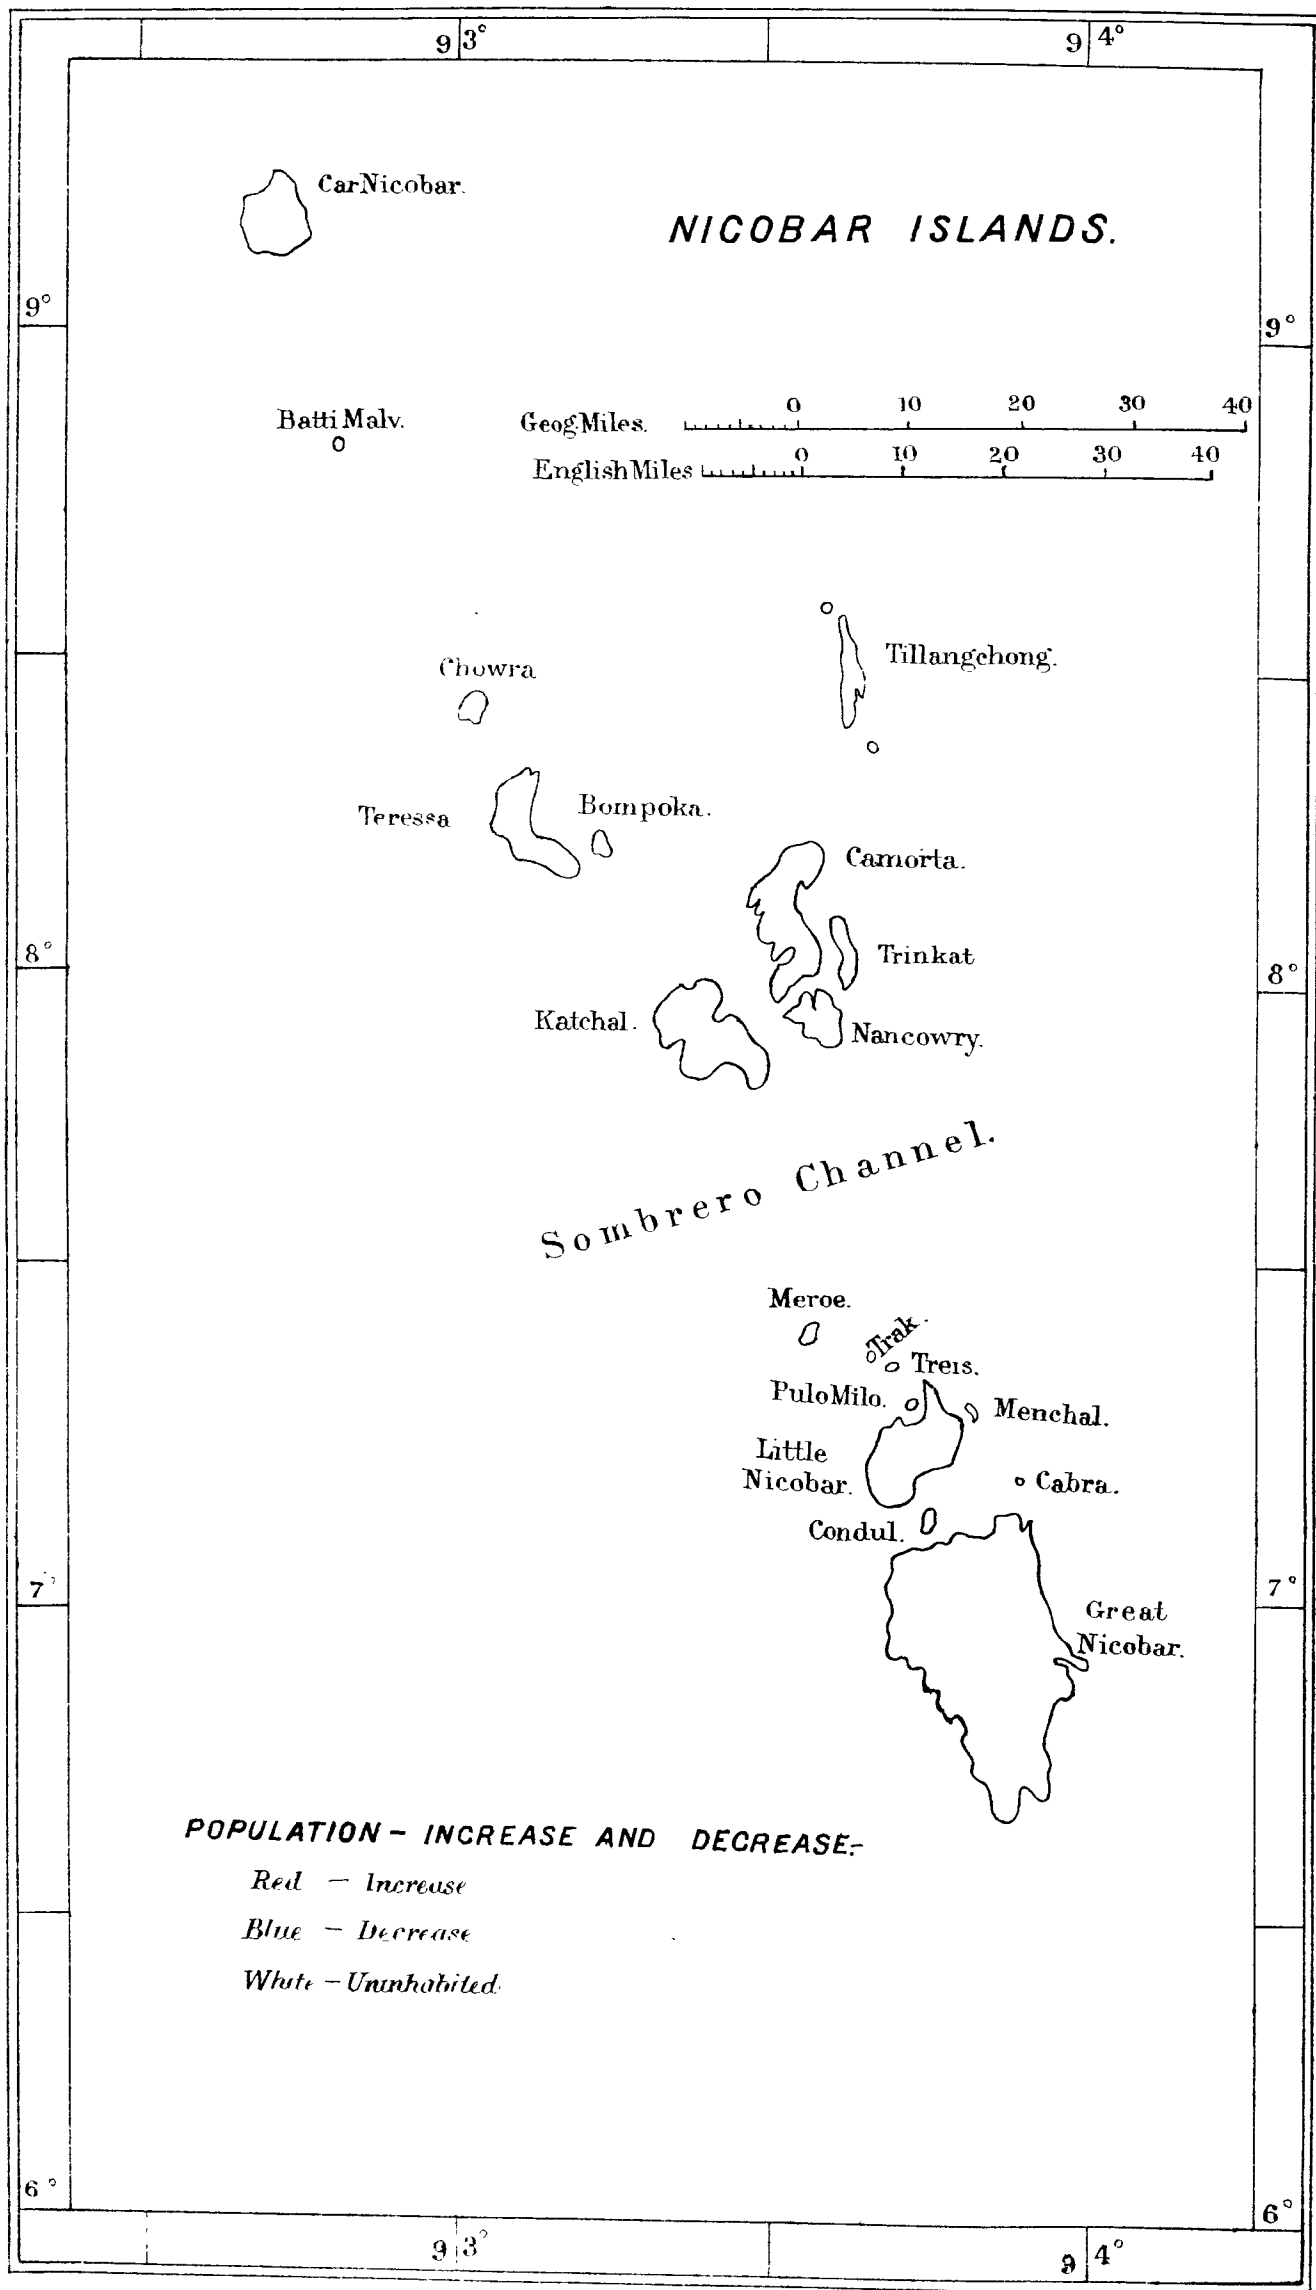 93°
94°
CarNicobar.
NICOBAR ISLANDS.
9°
9°
Batti Malv.
Geog.Miles.
0 10 20 30 40
EnglishMiles
0 10 20 30 40
Chowra
Tillangchong.
Teressa
Bompoka.
Camorta.
8°
Trinkat
8°
Katchal.
Nancowry.
Sombrero Channel.
Meroe.
Trak.
Treis.
PuloMilo.
Menchal.
Little
Nicobar.
Cabra.
Condul.
7°
7°
Great
Nicobar.
POPULATION – INCREASE AND DECREASE:–
Red – Increase
Blue – Decrease
White – Uninhabited
6°
6°
93°
94°